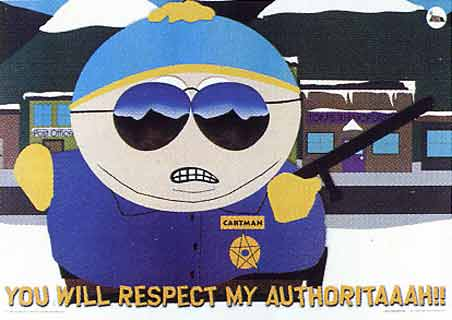 Post Office
CARTMAN
YOU WILL RESPECT MY AUTHORITAAAH!!